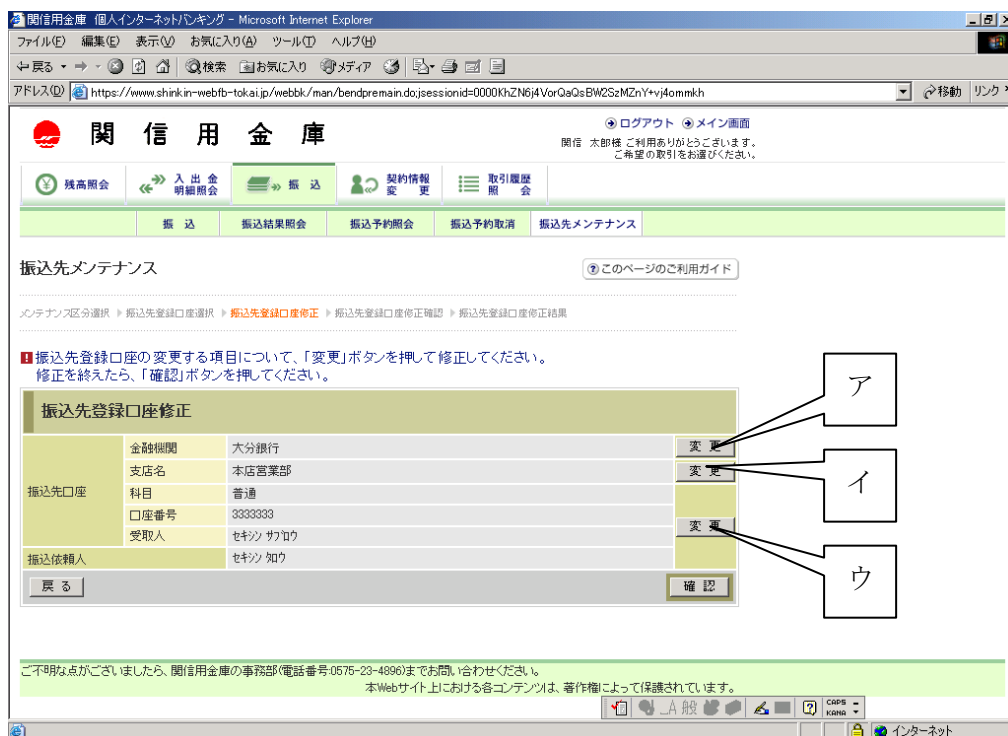 関信用金庫 個人インターネットバンキング - Microsoft Internet Explorer
ファイル(F) 編集(E) 表示(V) お気に入り(A) ツール(T) ヘルプ(H)
戻る 検索 お気に入り メディア
アドレス(D) https://www.shinkin-webfb-tokai.jp/webbk/man/bendpremain.do;jsessionid=0000KhZN6j4VorQaQsBW2SzMZnY+vj4ommkh 移動 リンク
関信用金庫
ログアウト メイン画面
関信 太郎様 ご利用ありがとうございます。
ご希望の取引をお選びください。
残高照会 入出金明細照会 振込 契約情報変更 取引履歴照会
振込 振込結果照会 振込予約照会 振込予約取消 振込先メンテナンス
振込先メンテナンス
?このページのご利用ガイド
メンテナンス区分選択 振込先登録口座選択 振込先登録口座修正 振込先登録口座修正確認 振込先登録口座修正結果
!振込先登録口座の変更する項目について、「変更」ボタンを押して修正してください。
修正を終えたら、「確認」ボタンを押してください。
ア
振込先登録口座修正
金融機関 大分銀行 変更
支店名 本店営業部 変更
イ
振込先口座 科目 普通
口座番号 3333333
変更
受取人 セキシン サブロウ
振込依頼人 セキシン タロウ
ウ
戻る 確認
ご不明な点がございましたら、関信用金庫の事務部(電話番号:0575-23-4896)までお問い合わせください。
本Webサイト上における各コンテンツは、著作権によって保護されています。
A 般 ? CAPS KANA
インターネット